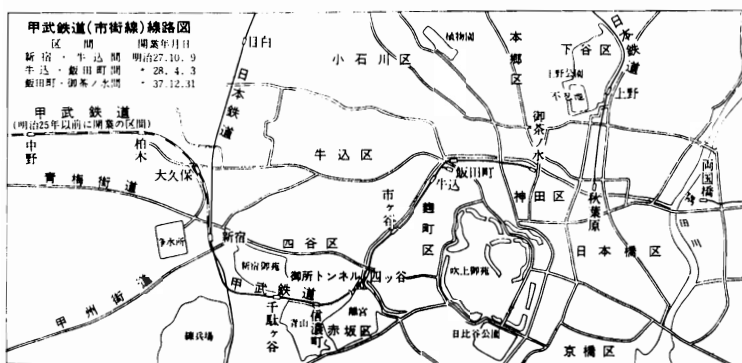 甲武鉄道(市街線)線路図
区間 開業年月日
新宿・牛込間 明治27.10.9
牛込・飯田町間 〃 28.4.3
飯田町・御茶ノ水間 〃 37.12.31
目白
日本鉄道
小石川区
植物園
本郷区
下谷区
上野公園
不忍池
日本鉄道
上野
甲武鉄道
(明治25年以前に開業の区間)
中野
柏木
大久保
青梅街道
牛込区
牛込
飯田町
御茶ノ水
神田区
秋葉原
両国橋
市ヶ谷
麹町区
浄水所
新宿
四谷区
新宿御苑
御所トンネル
四ッ谷
吹上御苑
日本橋区
田川
甲州街道
甲武鉄道
千駄ヶ谷
青山
信濃町
離宮
赤坂区
練兵場
日比谷公園
京橋区